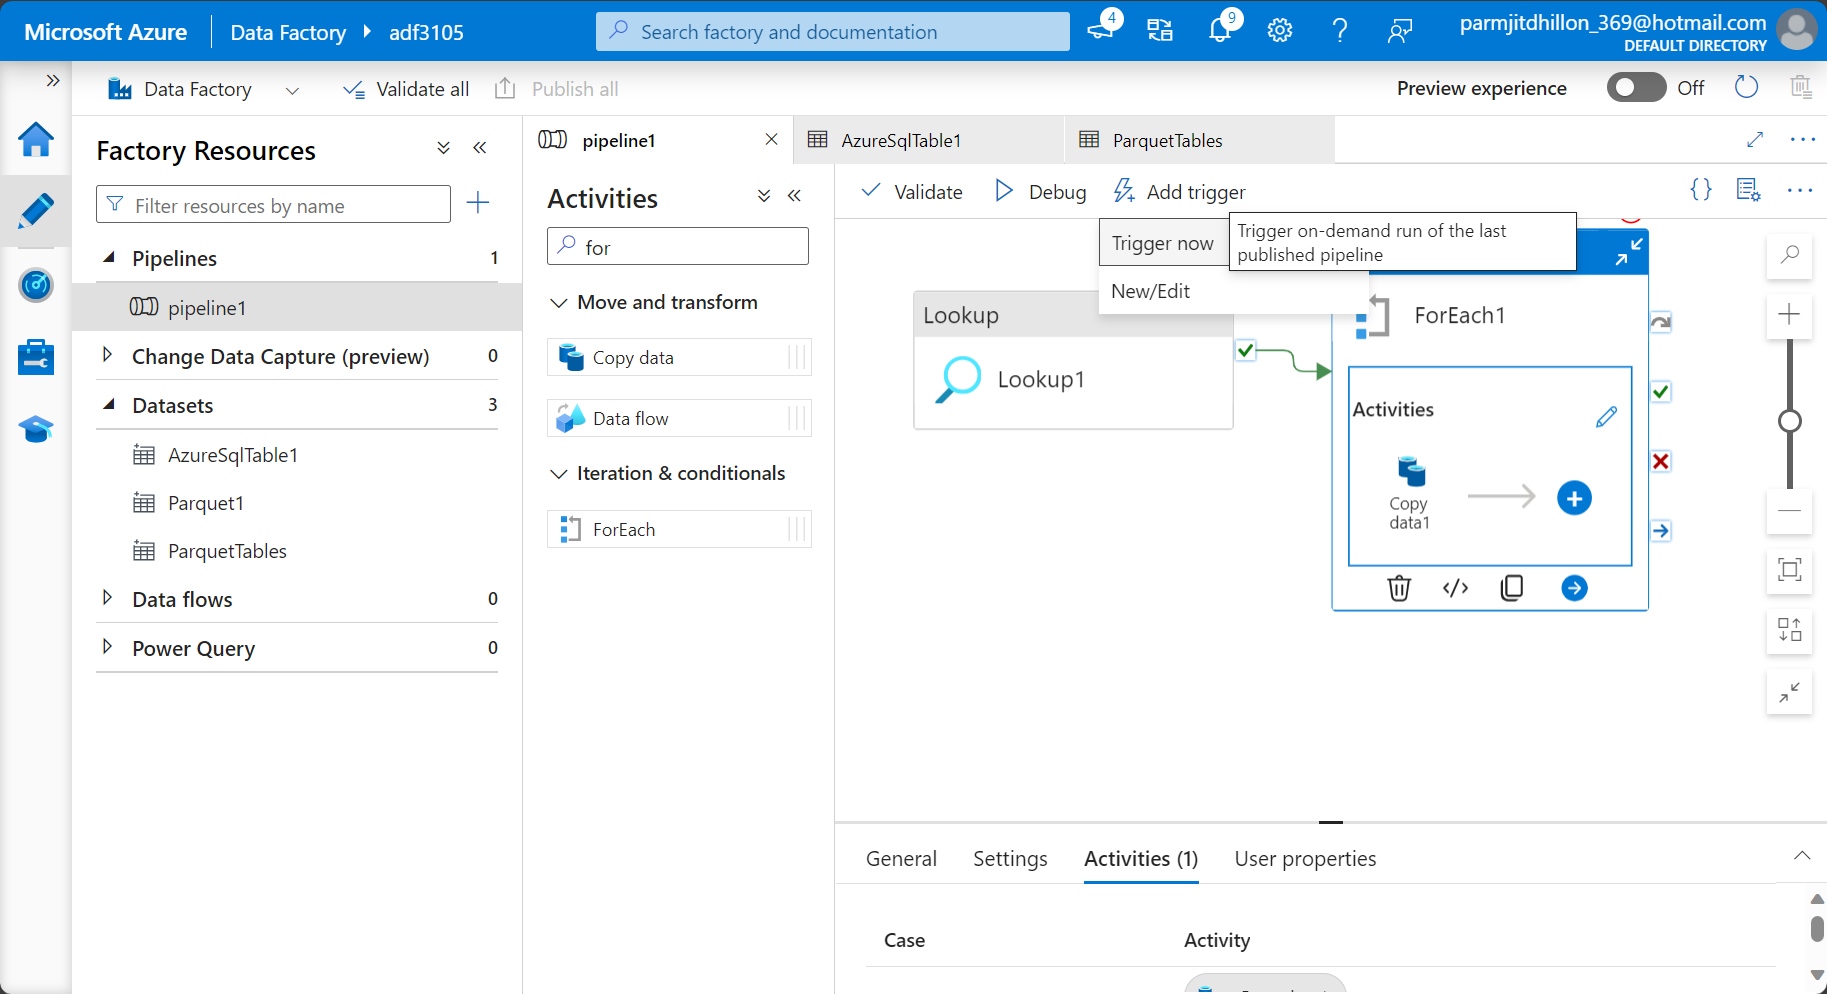 Microsoft Azure
Data Factory
adf3105
Search factory and documentation
4
9
parmjitdhillon_369@hotmail.com
DEFAULT DIRECTORY
Data Factory
Validate all
Publish all
Preview experience
Off
Factory Resources
Filter resources by name
Pipelines 1
pipeline1
Change Data Capture (preview) 0
Datasets 3
AzureSqlTable1
Parquet1
ParquetTables
Data flows 0
Power Query 0
pipeline1
AzureSqlTable1
ParquetTables
Activities
for
Move and transform
Copy data
Data flow
Iteration & conditionals
ForEach
Validate
Debug
Add trigger
Trigger now
New/Edit
Trigger on-demand run of the last
published pipeline
Lookup
Lookup1
ForEach1
Activities
Copy
data1
General
Settings
Activities (1)
User properties
Case
Activity